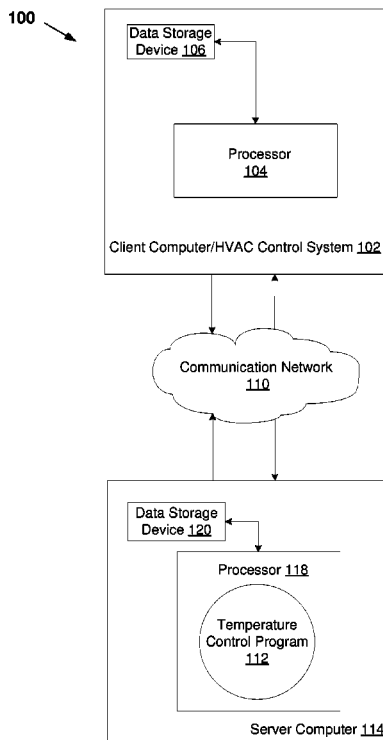 100
Data Storage
Device 106
Processor
104
Client Computer/HVAC Control System 102
Communication Network
110
Data Storage
Device 120
Processor 118
Temperature
Control Program
112
Server Computer 114